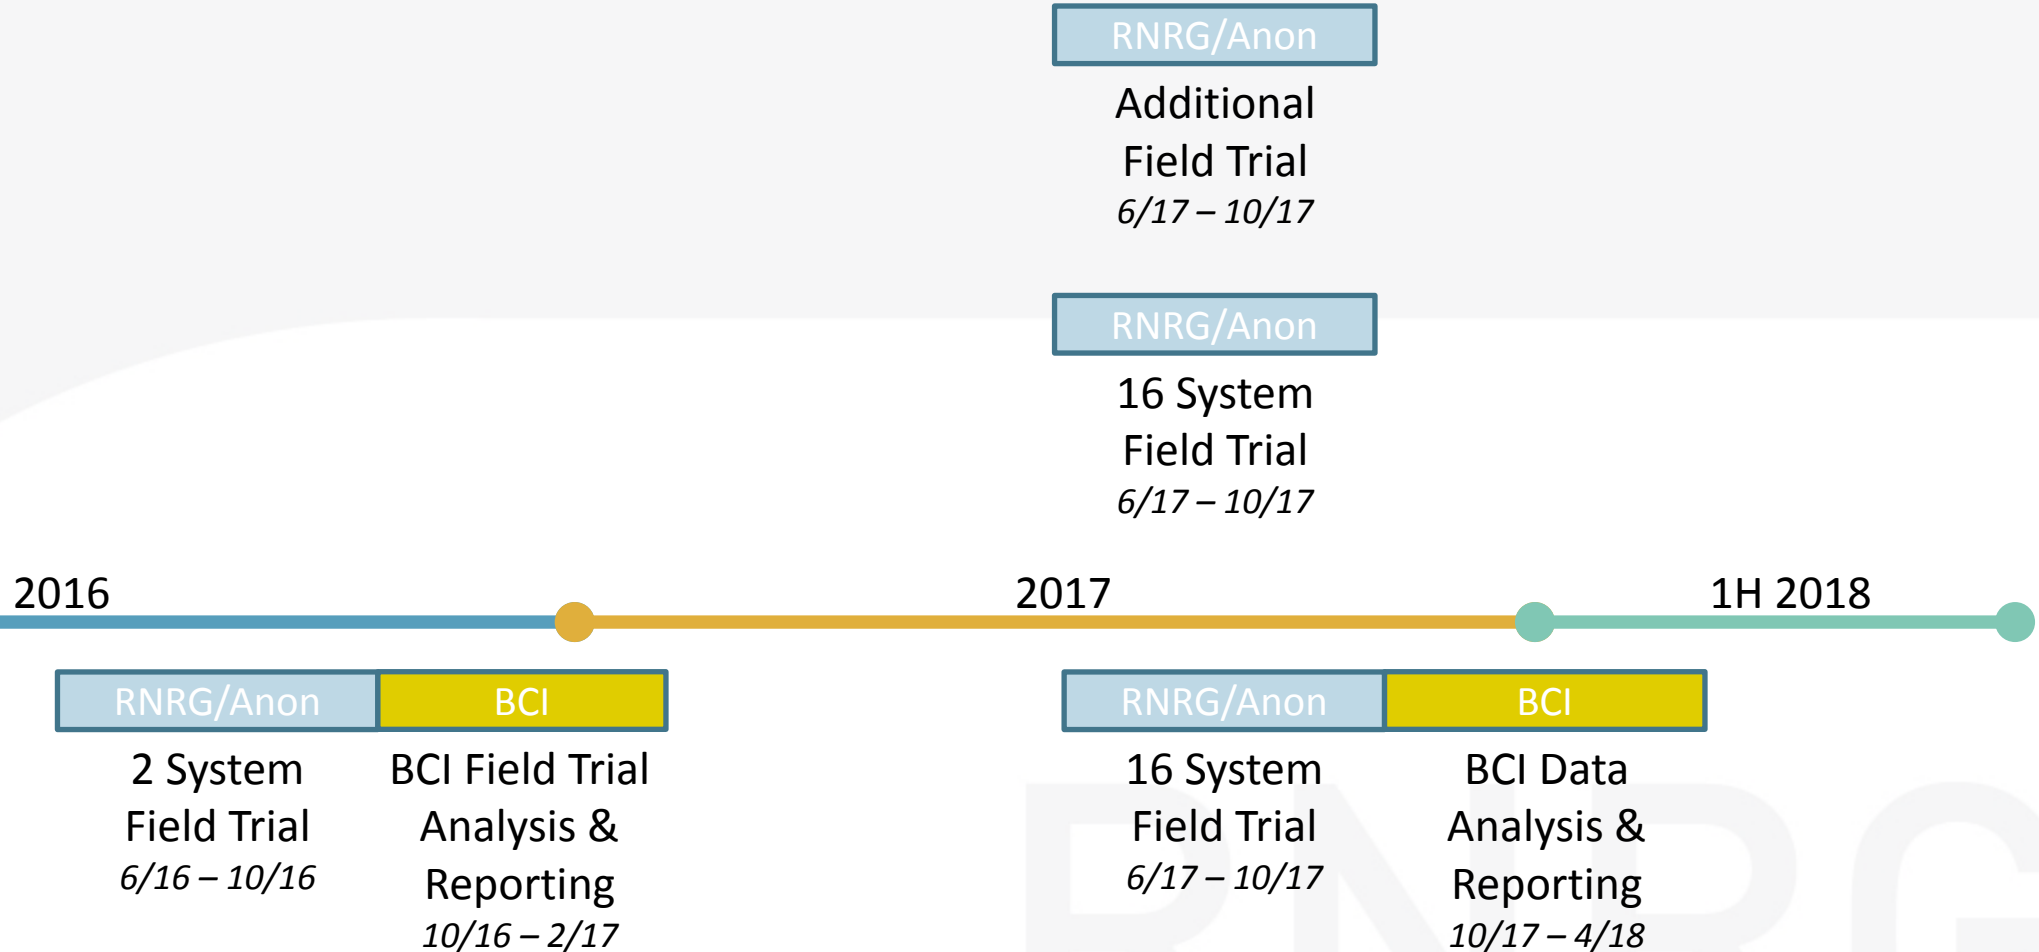 RNRG/Anon
Additional
Field Trial
6/17 – 10/17
RNRG/Anon
16 System
Field Trial
6/17 – 10/17
2016
2017
1H 2018
RNRG/Anon
2 System
Field Trial
6/16 – 10/16
BCI
BCI Field Trial
Analysis &
Reporting
10/16 – 2/17
RNRG/Anon
16 System
Field Trial
6/17 – 10/17
BCI
BCI Data
Analysis &
Reporting
10/17 – 4/18
RNRG